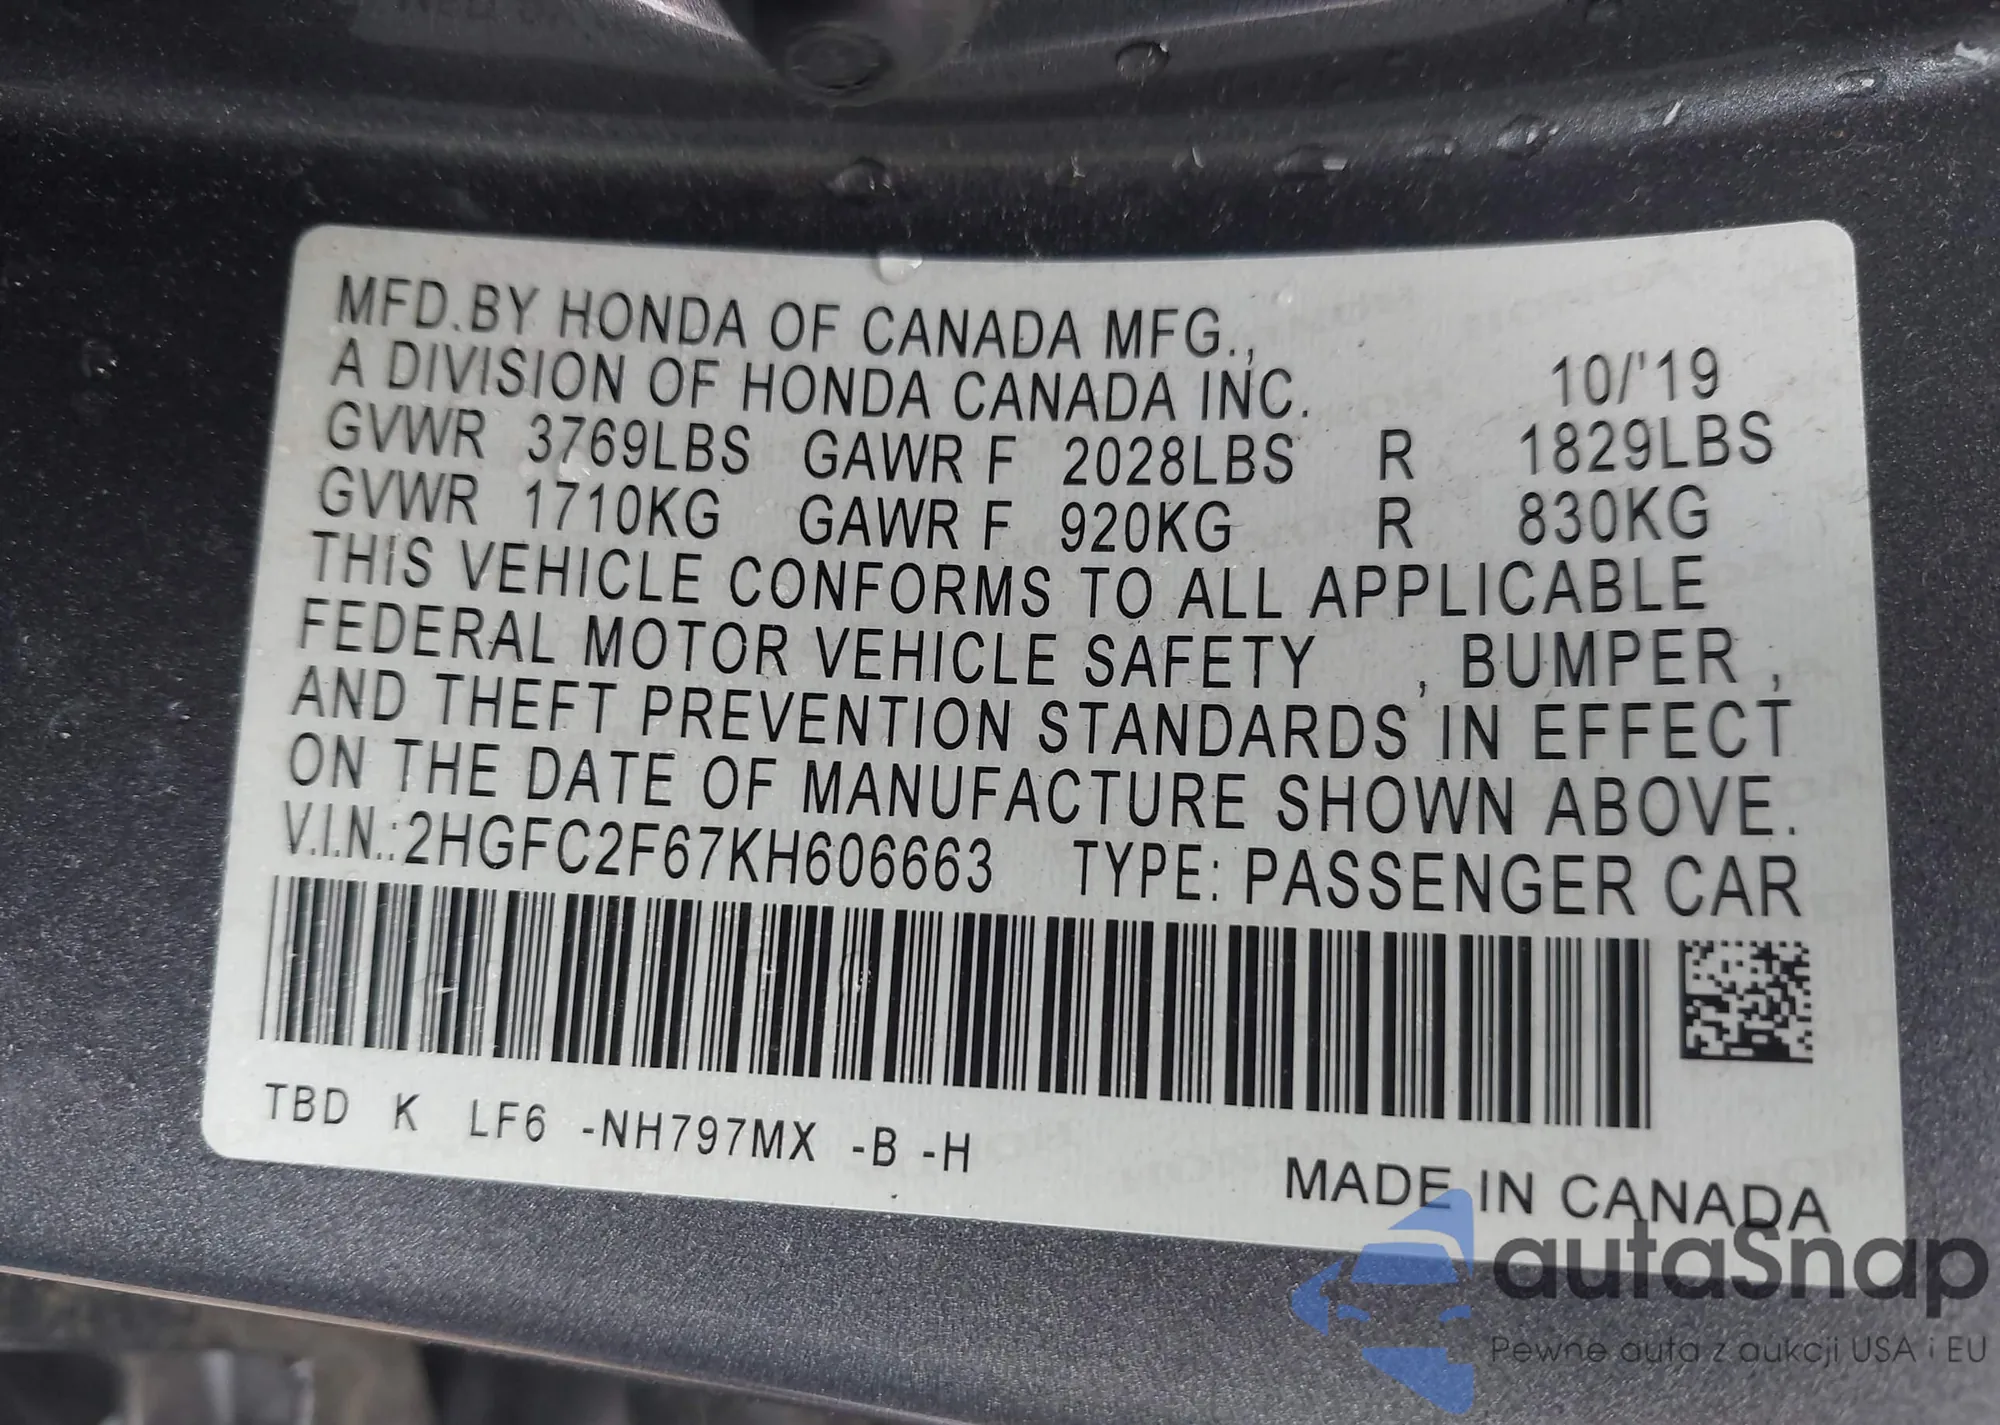 MFD.BY HONDA OF CANADA MFG.,
A DIVISION OF HONDA CANADA INC. 10/'19
GVWR 3769LBS GAWR F 2028LBS R 1829LBS
GVWR 1710KG GAWR F 920KG R 830KG
THIS VEHICLE CONFORMS TO ALL APPLICABLE
FEDERAL MOTOR VEHICLE SAFETY , BUMPER ,
AND THEFT PREVENTION STANDARDS IN EFFECT
ON THE DATE OF MANUFACTURE SHOWN ABOVE.
V.I.N.:2HGFC2F67KH606663 TYPE: PASSENGER CAR
TBD K LF6 -NH797MX -B -H
MADE IN CANADA
autaSnap
Pewne auta z aukcji USA i EU